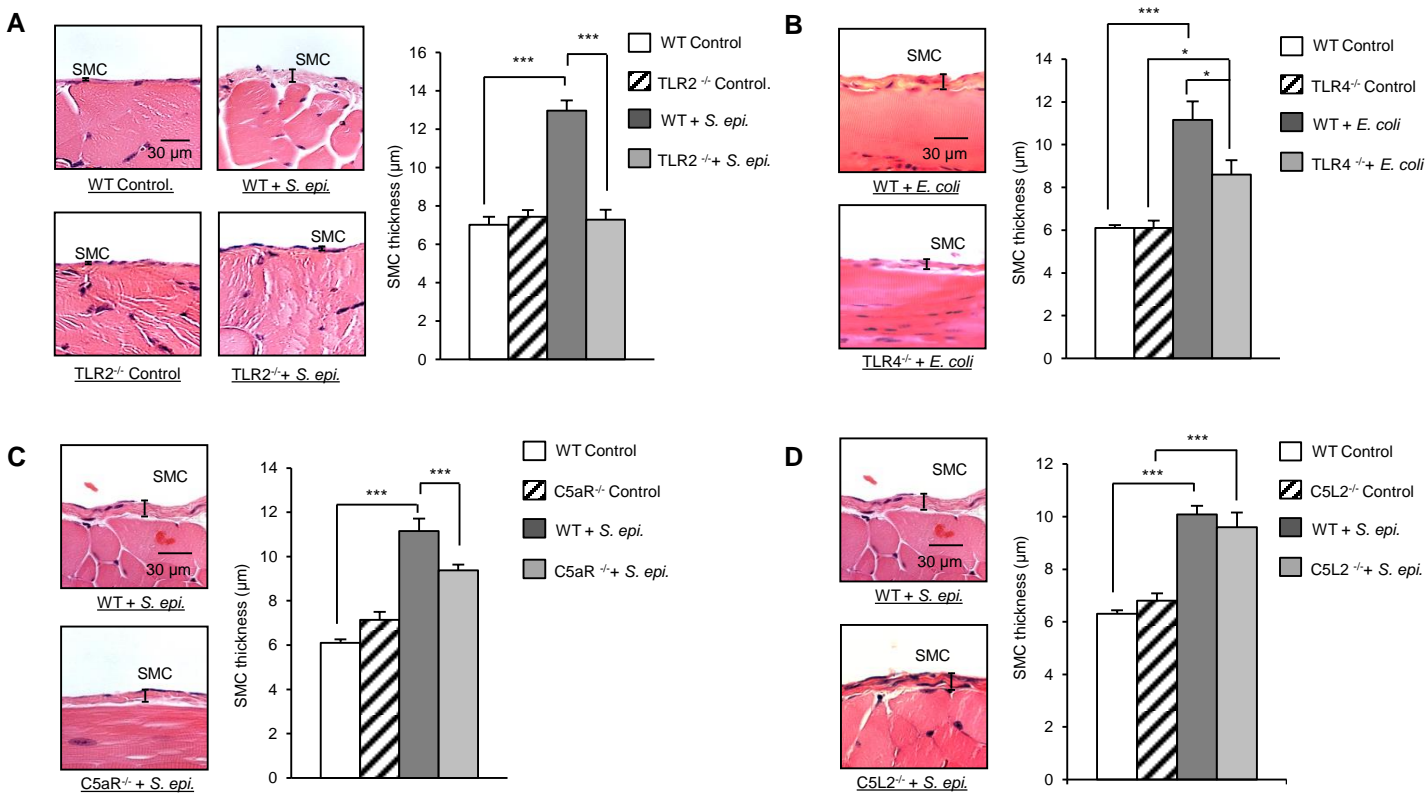 A
SMC
30 µm
WT Control.
SMC
WT + S. epi.
SMC
TLR2-/- Control
SMC
TLR2-/-+ S. epi.
SMC thickness (µm)
16
14
12
10
8
6
4
2
0
***
***
WT Control
TLR2 -/- Control.
WT + S. epi.
TLR2 -/-+ S. epi.
B
SMC
30 µm
WT + E. coli
SMC
TLR4-/- + E. coli
SMC thickness (µm)
14
12
10
8
6
4
2
0
***
*
*
WT Control
TLR4-/- Control
WT + E. coli
TLR4 -/-+ E. coli
C
SMC
30 µm
WT + S. epi.
SMC
C5aR-/- + S. epi.
SMC thickness (µm)
14
12
10
8
6
4
2
0
***
***
WT Control
C5aR-/- Control
WT + S. epi.
C5aR -/-+ S. epi.
D
SMC
30 µm
WT + S. epi.
SMC
C5L2-/- + S. epi.
SMC thickness (µm)
12
10
8
6
4
2
0
***
***
WT Control
C5L2-/- Control
WT + S. epi.
C5L2 -/-+ S. epi.